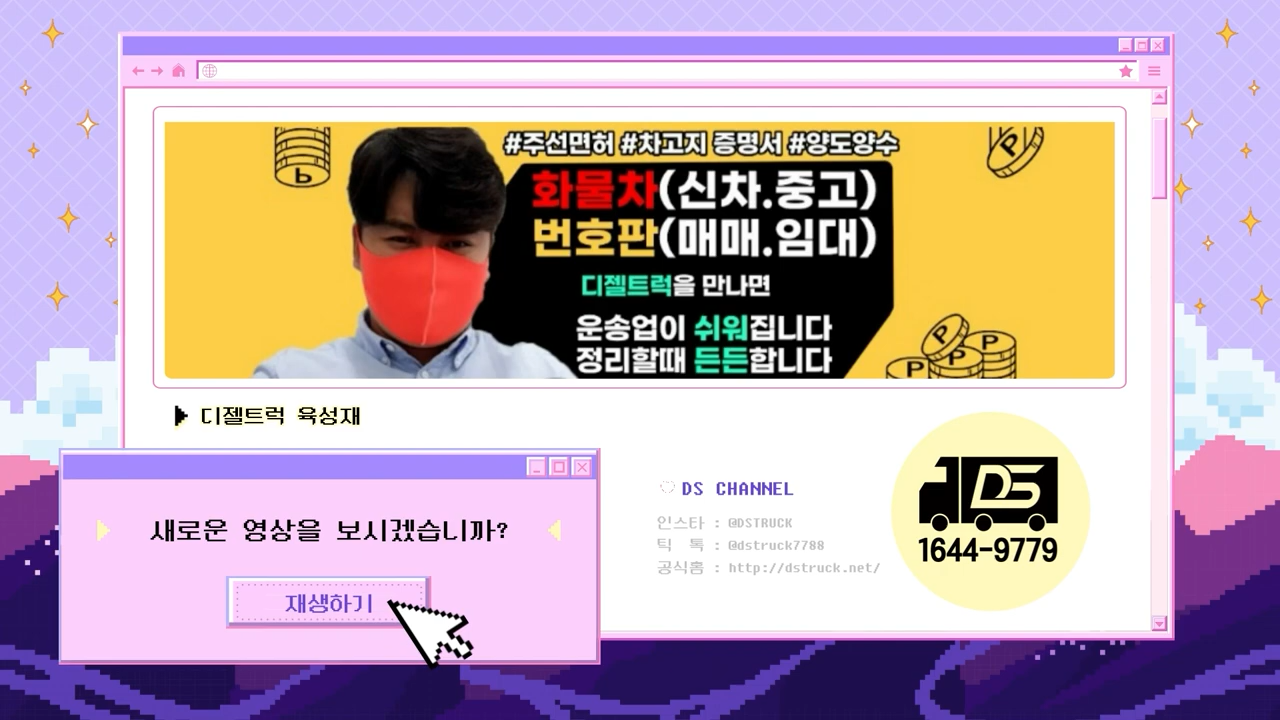 #주선면허 #차고지 증명서 #양도양수
화물차(신차.중고)
번호판(매매.임대)
디젤트럭을 만나면
운송업이 쉬워집니다
정리할때 든든합니다
P
P
P
P
P
디젤트럭 육성재
새로운 영상을 보시겠습니까?
재생하기
DS CHANNEL
인스타 : @DSTRUCK
틱 톡 : @dstruck7788
공식홈 : http://dstruck.net/
DS
1644-9779